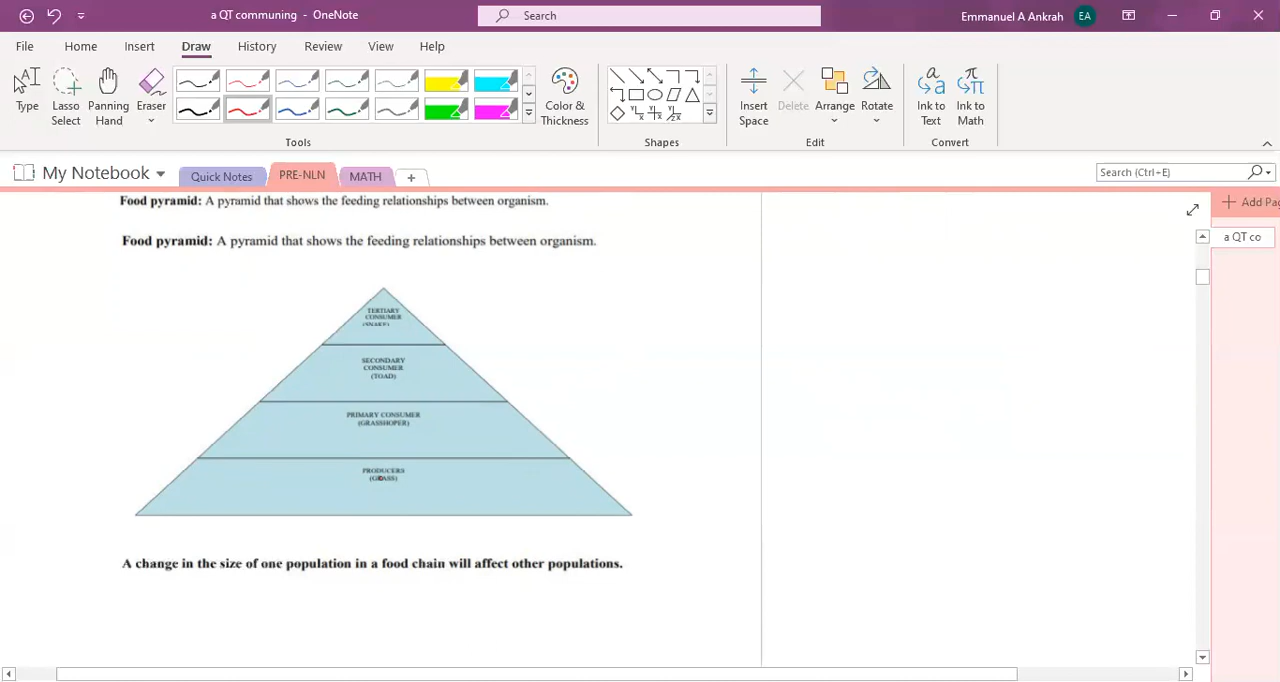 a QT communing - OneNote
Search
Emmanuel A Ankrah
EA
File Home Insert Draw History Review View Help
Type
Lasso Select
Panning Hand
Eraser
Color & Thickness
Insert Space
Delete
Arrange
Rotate
Ink to Text
Ink to Math
Tools
Shapes
Edit
Convert
My Notebook
Quick Notes
PRE-NLN
MATH
Search (Ctrl+E)
Add Pag
a QT co
Food pyramid: A pyramid that shows the feeding relationships between organism.
Food pyramid: A pyramid that shows the feeding relationships between organism.
TERTIARY
CONSUMER
(SNAKE)
SECONDARY
CONSUMER
(TOAD)
PRIMARY CONSUMER
(GRASSHOPER)
PRODUCERS
(GRASS)
A change in the size of one population in a food chain will affect other populations.